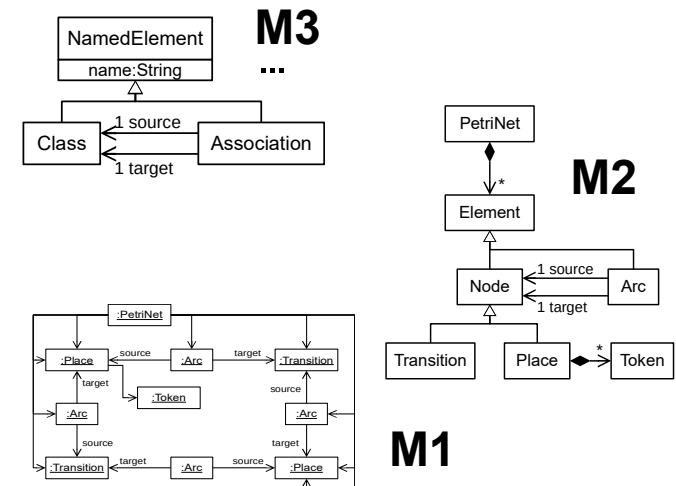 M3
NamedElement
name:String
...
Class
1 source
1 target
Association
M2
PetriNet
*
Element
Node
1 source
1 target
Arc
Transition
Place
*
Token
:PetriNet
:Place
source
:Arc
target
:Transition
target
:Token
source
:Arc
:Arc
source
target
:Transition
target
:Arc
source
:Place
M1